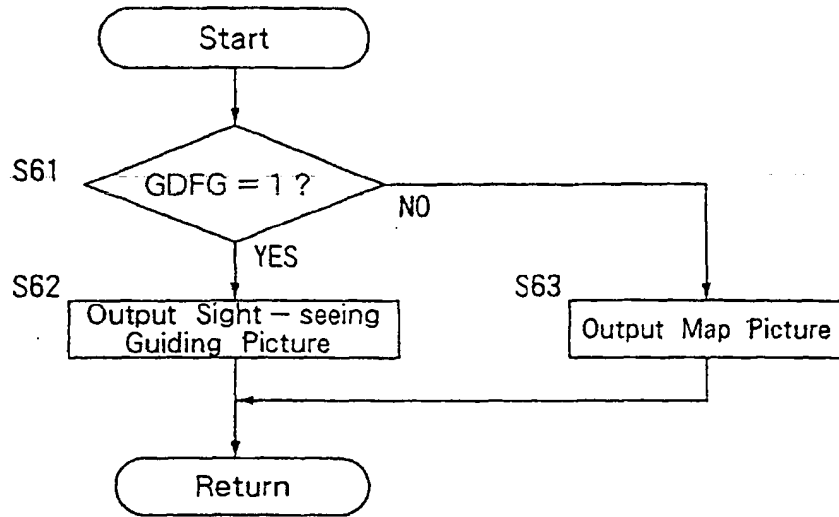 Start
S61
GDFG = 1 ?
NO
YES
S62
Output Sight – seeing
Guiding Picture
S63
Output Map Picture
Return